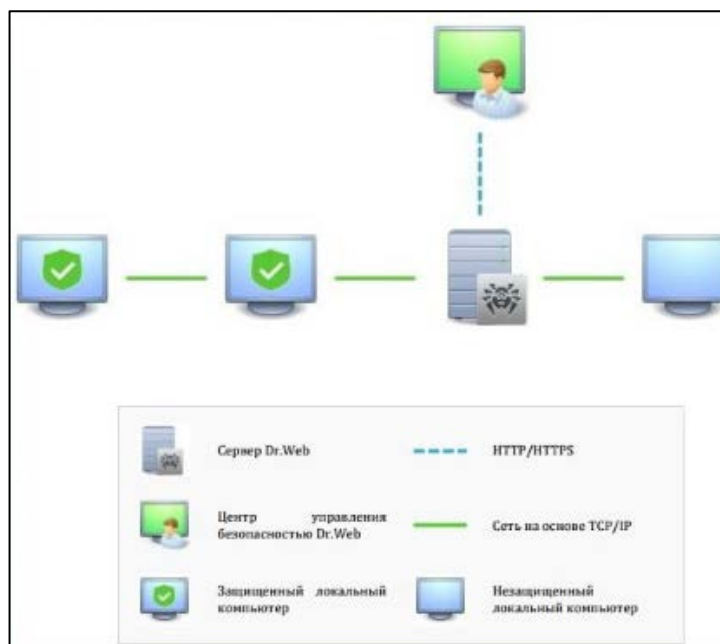 Сервер Dr.Web
HTTP/HTTPS
Центр управления
безопасностью Dr.Web
Сеть на основе TCP/IP
Защищенный локальный
компьютер
Незащищенный
локальный компьютер